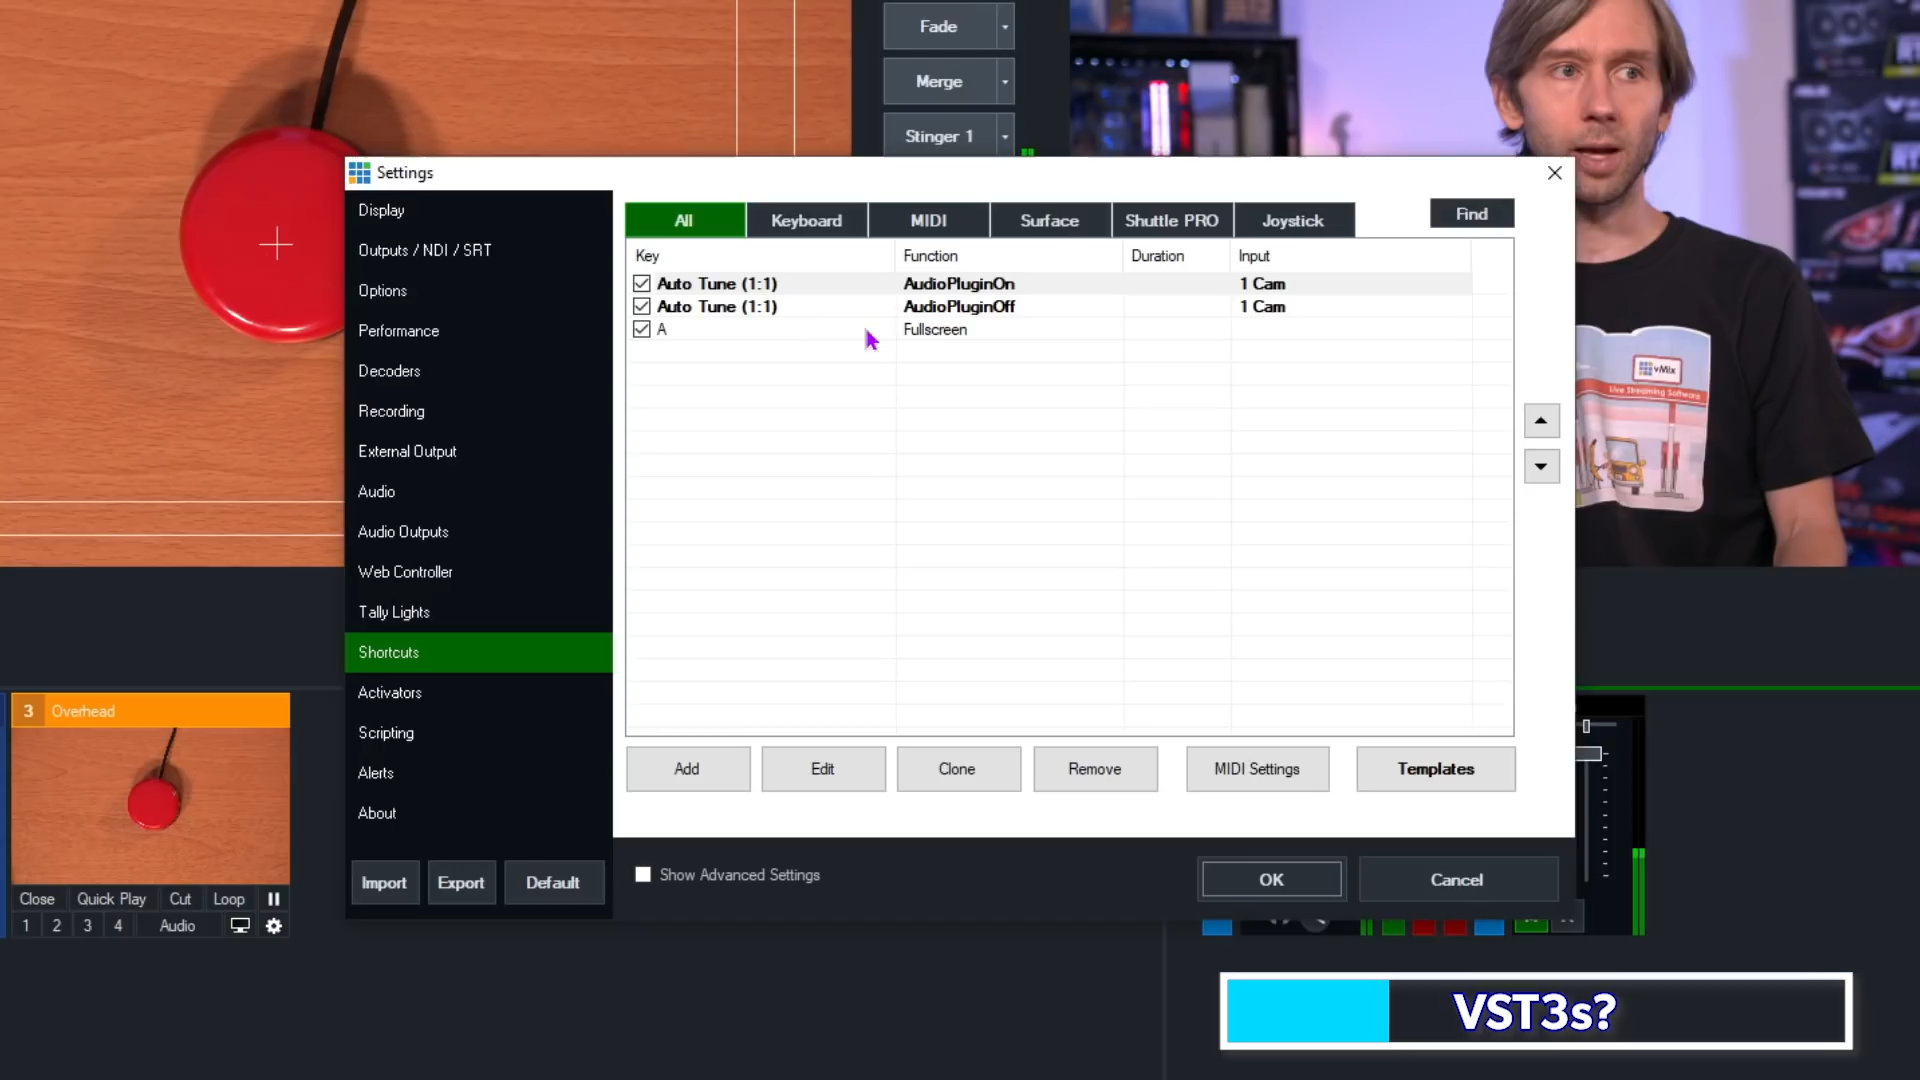 Fade
Merge
Stinger 1
Settings
Display
Outputs / NDI / SRT
Options
Performance
Decoders
Recording
External Output
Audio
Audio Outputs
Web Controller
Tally Lights
Shortcuts
Activators
Scripting
Alerts
About
Import Export Default
All Keyboard MIDI Surface Shuttle PRO Joystick Find
Key Function Duration Input
Auto Tune (1:1) AudioPluginOn 1 Cam
Auto Tune (1:1) AudioPluginOff 1 Cam
A Fullscreen
Add Edit Clone Remove MIDI Settings Templates
Show Advanced Settings
OK Cancel
vMix
Live Streaming Software
3 Overhead
Close Quick Play Cut Loop
1 2 3 4 Audio
VST3s?